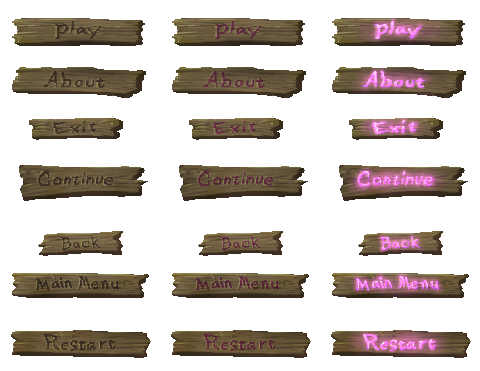 play play play
About About About
Exit Exit Exit
Continue Continue Continue
Back Back Back
Main Menu Main Menu Main Menu
Restart Restart Restart